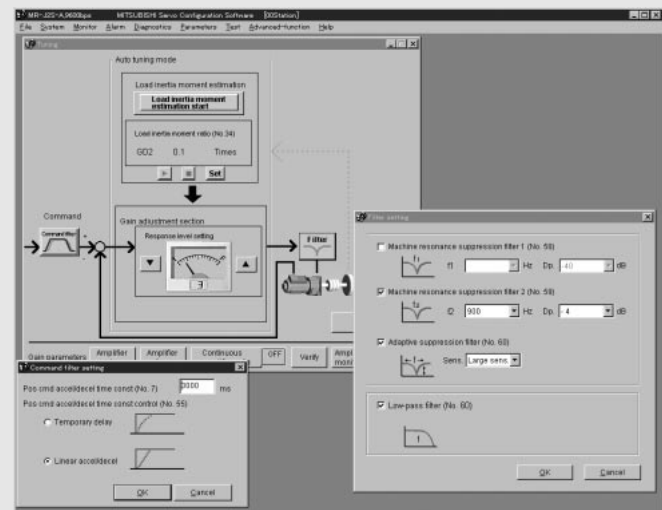 MR-J2S-A,9600bps MITSUBISHI Servo Configuration Software [00Station]
File System Monitor Alarm Diagnostics Parameters Test Advanced-function Help
Tuning
Auto tuning mode
Load inertia moment estimation
Load inertia moment
estimation start
Load inertia moment ratio (No.34)
GD2 0.1 Times
Set
Command
Command filter
Gain adjustment section
Response level setting
3
Filter
Gain parameters Amplifier Amplifier Continuous OFF Verify
Command filter setting
Pos cmd accel/decel time const (No. 7) 3000 ms
Pos cmd accel/decel time const control (No. 55)
Temporary delay
Linear accel/decel
OK Cancel
Filter setting
Machine resonance suppression filter 1 (No. 58)
f1 f1 Hz Dp. -40 dB
Machine resonance suppression filter 2 (No. 59)
f2 f2 900 Hz Dp. -4 dB
Adaptive suppression filter (No. 60)
f Sens. Large sens
Low-pass filter (No. 60)
f
OK Cancel